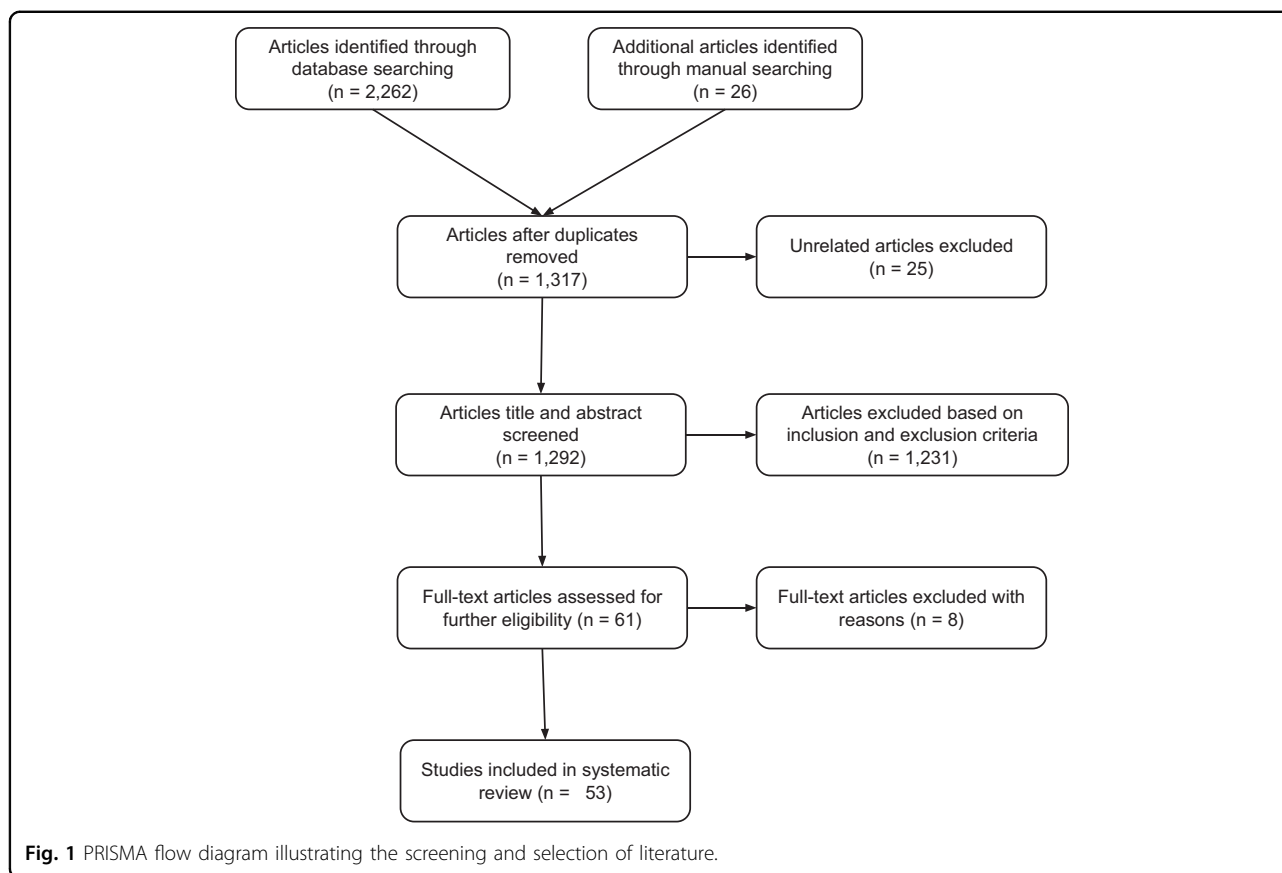 Articles identified through
database searching
(n = 2,262)
Additional articles identified
through manual searching
(n = 26)
Articles after duplicates
removed
(n = 1,317)
Unrelated articles excluded
(n = 25)
Articles title and abstract
screened
(n = 1,292)
Articles excluded based on
inclusion and exclusion criteria
(n = 1,231)
Full-text articles assessed for
further eligibility (n = 61)
Full-text articles excluded with
reasons (n = 8)
Studies included in systematic
review (n = 53)
Fig. 1 PRISMA flow diagram illustrating the screening and selection of literature.